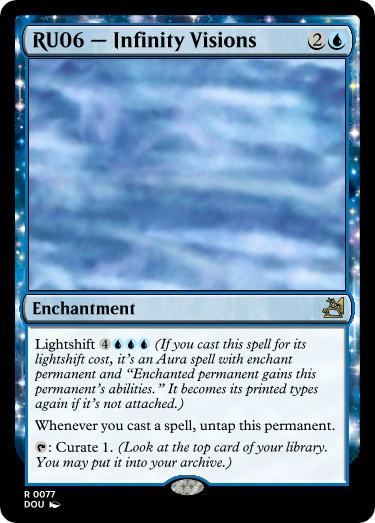 RU06 — Infinity Visions 2
Enchantment
Lightshift 4 (If you cast this spell for its
lightshift cost, it's an Aura spell with enchant
permanent and “Enchanted permanent gains this
permanent's abilities.” It becomes its printed types
again if it's not attached.)
Whenever you cast a spell, untap this permanent.
: Curate 1. (Look at the top card of your library.
You may put it into your archive.)
R 0077
DOU